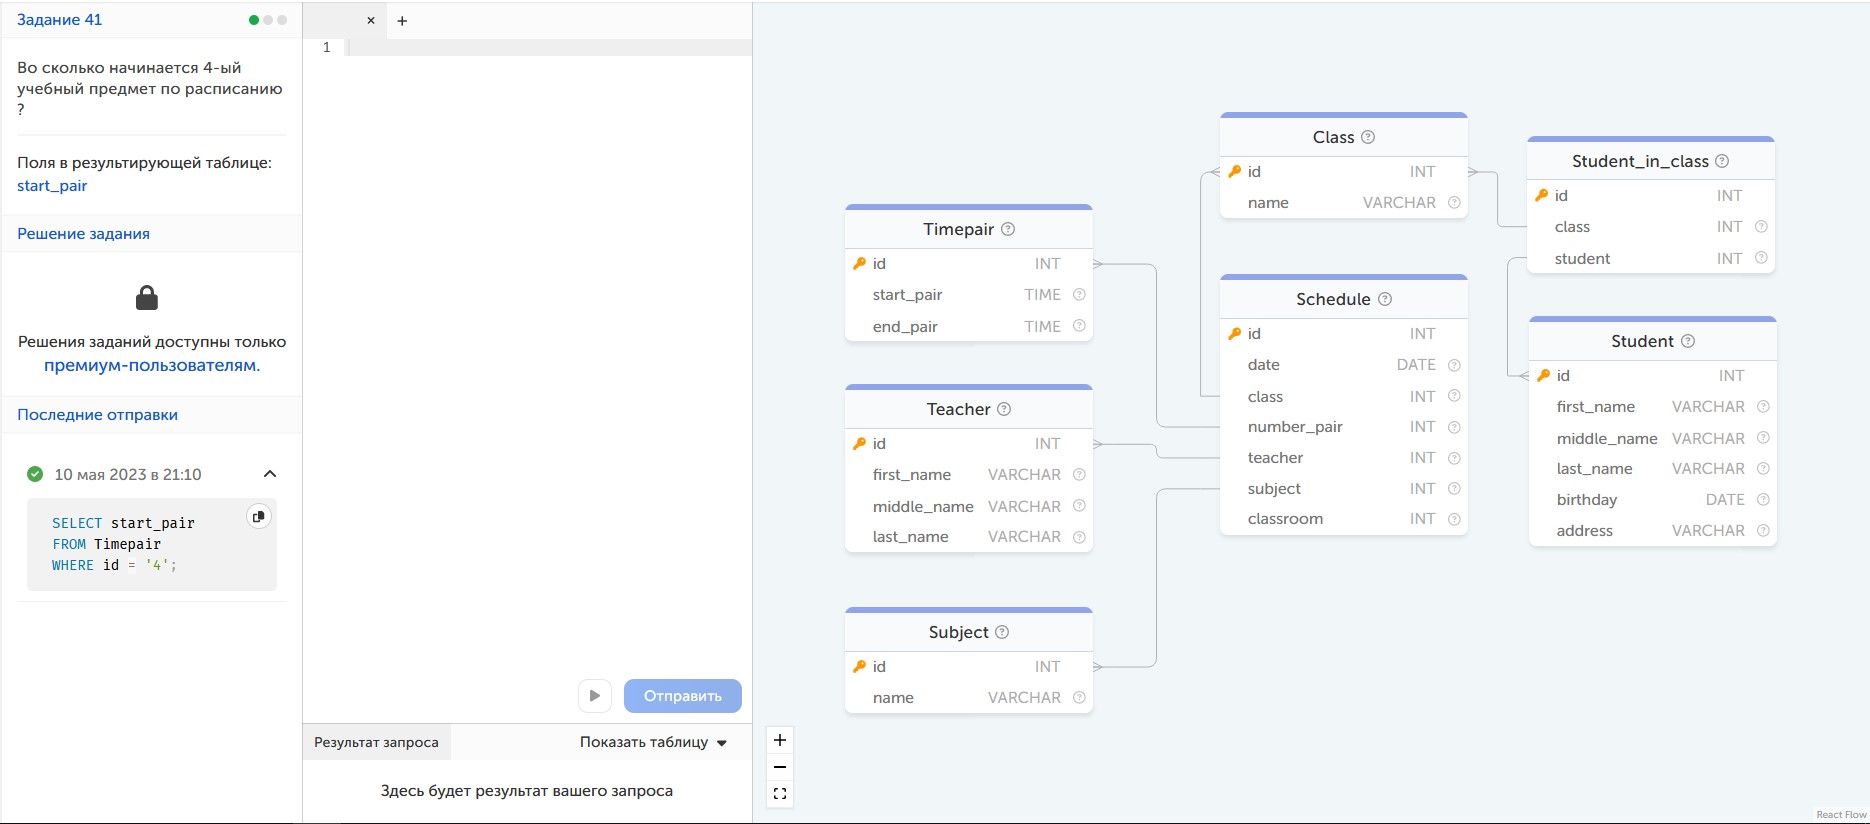 Задание 41
Во сколько начинается 4-ый
учебный предмет по расписанию
?
Поля в результирующей таблице:
start_pair
Решение задания
Решения заданий доступны только
премиум-пользователям.
Последние отправки
10 мая 2023 в 21:10
SELECT start_pair
FROM Timepair
WHERE id = '4';
× +
1
Отправить
Результат запроса
Показать таблицу
Здесь будет результат вашего запроса
Timepair
id INT
start_pair TIME
end_pair TIME
Teacher
id INT
first_name VARCHAR
middle_name VARCHAR
last_name VARCHAR
Subject
id INT
name VARCHAR
Class
id INT
name VARCHAR
Schedule
id INT
date DATE
class INT
number_pair INT
teacher INT
subject INT
classroom INT
Student_in_class
id INT
class INT
student INT
Student
id INT
first_name VARCHAR
middle_name VARCHAR
last_name VARCHAR
birthday DATE
address VARCHAR
React Flow